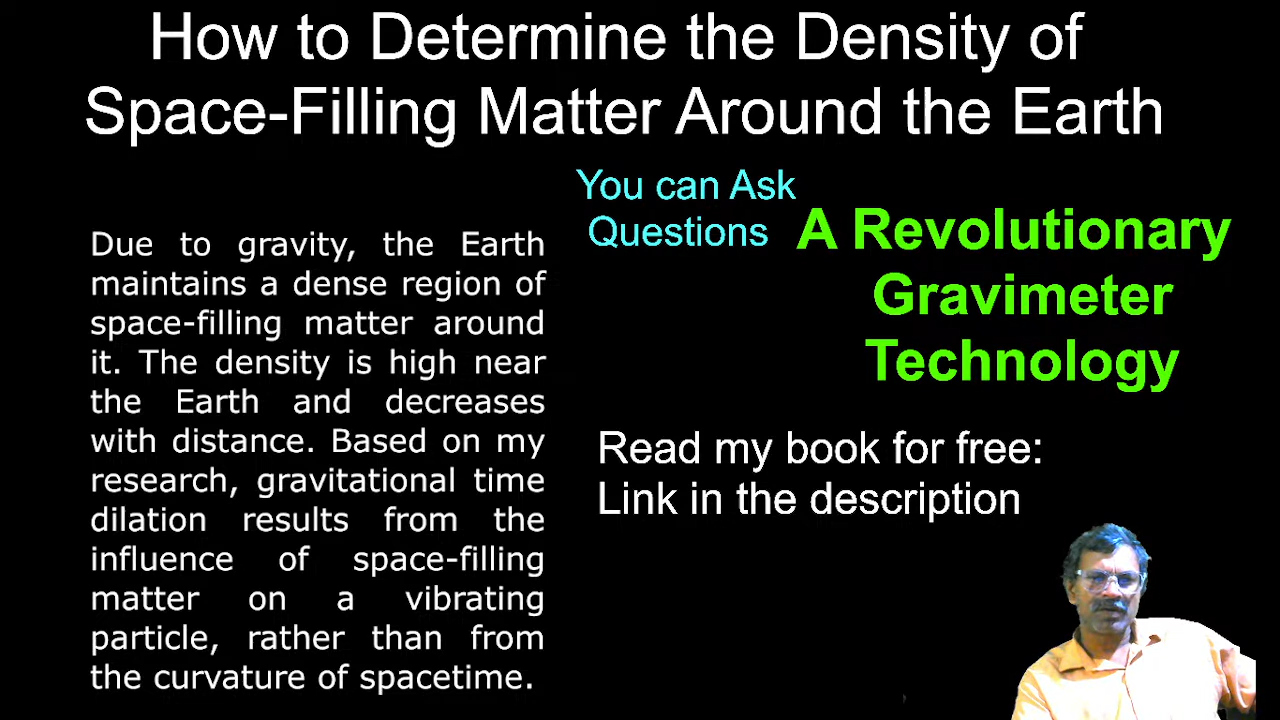 How to Determine the Density of
Space-Filling Matter Around the Earth
You can Ask
Questions
A Revolutionary
Gravimeter
Technology
Due to gravity, the Earth
maintains a dense region of
space-filling matter around
it. The density is high near
the Earth and decreases
with distance. Based on my
research, gravitational time
dilation results from the
influence of space-filling
matter on a vibrating
particle, rather than from
the curvature of spacetime.
Read my book for free:
Link in the description